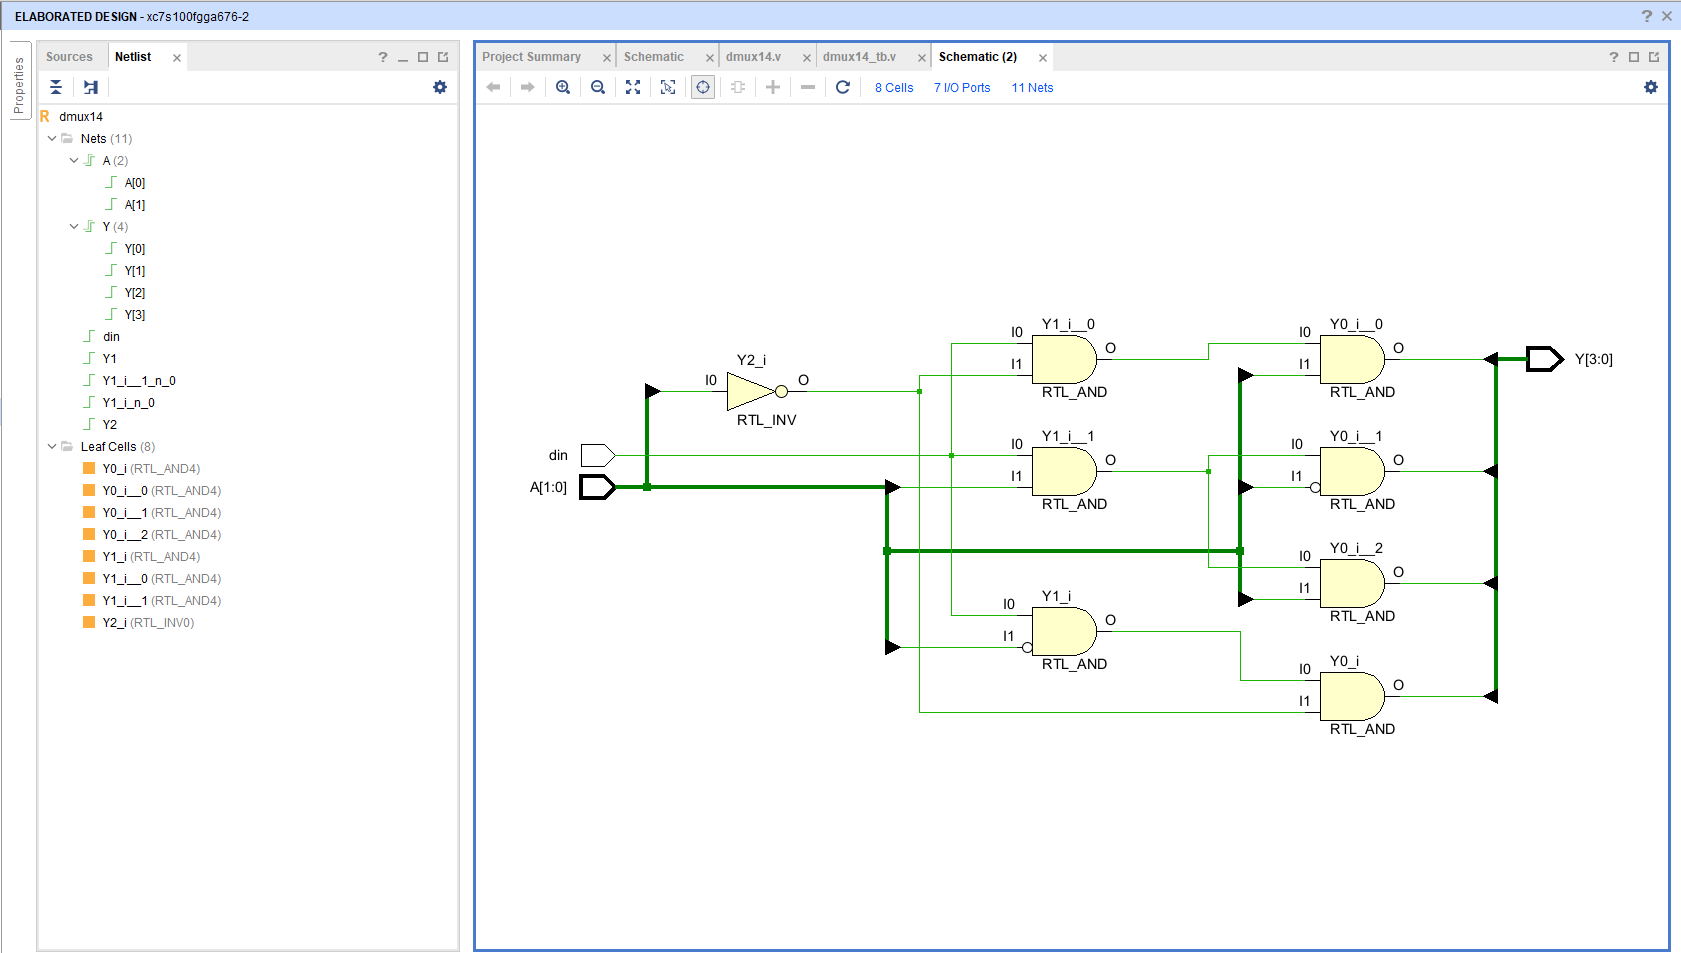 ELABORATED DESIGN - xc7s100fgga676-2
Properties
Sources Netlist
dmux14
Nets (11)
A (2)
A[0]
A[1]
Y (4)
Y[0]
Y[1]
Y[2]
Y[3]
din
Y1
Y1_i__1_n_0
Y1_i_n_0
Y2
Leaf Cells (8)
Y0_i (RTL_AND4)
Y0_i__0 (RTL_AND4)
Y0_i__1 (RTL_AND4)
Y0_i__2 (RTL_AND4)
Y1_i (RTL_AND4)
Y1_i__0 (RTL_AND4)
Y1_i__1 (RTL_AND4)
Y2_i (RTL_INV0)
Project Summary Schematic dmux14.v dmux14_tb.v Schematic (2)
8 Cells 7 I/O Ports 11 Nets
Y2_i
I0 O
RTL_INV
din
A[1:0]
Y1_i__0
I0
I1 O
RTL_AND
Y1_i__1
I0
I1 O
RTL_AND
Y1_i
I0
I1 O
RTL_AND
Y0_i__0
I0
I1 O
RTL_AND
Y0_i__1
I0
I1 O
RTL_AND
Y0_i__2
I0
I1 O
RTL_AND
Y0_i
I0
I1 O
RTL_AND
Y[3:0]